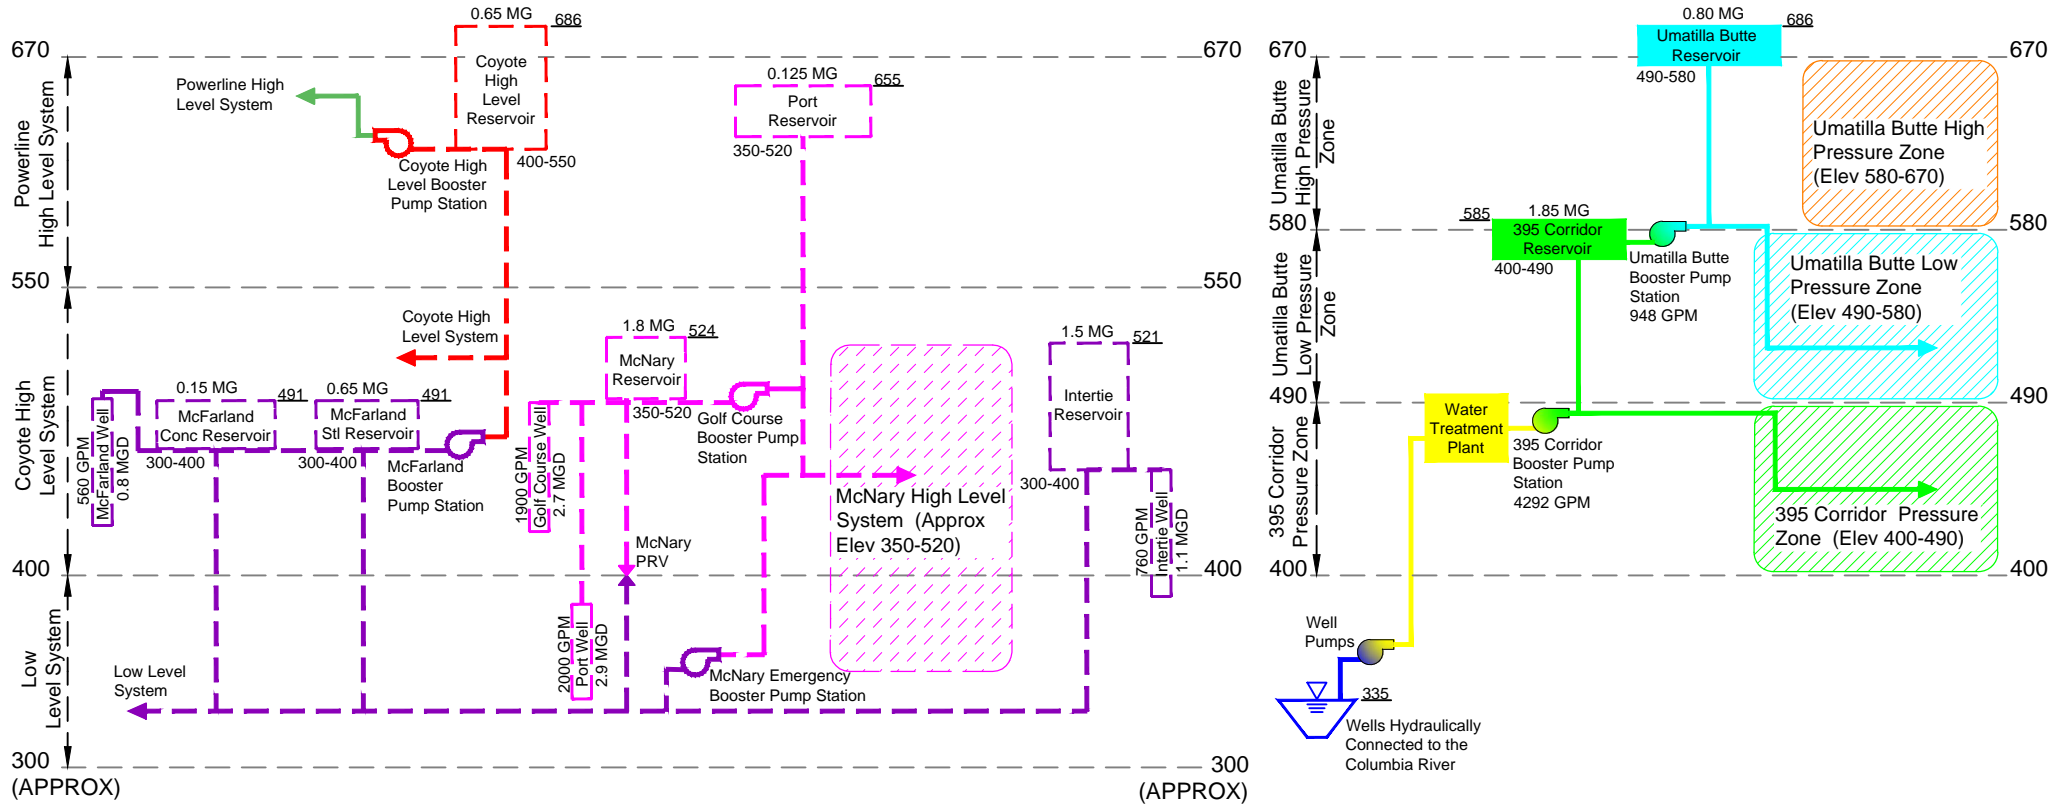 0.65 MG
686
670
Powerline High
Level System
Coyote
High
Level
Reservoir
400-550
Coyote High
Level Booster
Pump Station
0.125 MG
655
Port
Reservoir
350-520
670
Powerline
High Level System
550
550
Coyote High
Level System
Coyote High
Level System
0.15 MG
491
McFarland
Conc Reservoir
300-400
0.65 MG
491
McFarland
Stl Reservoir
300-400
560 GPM
McFarland Well
0.8 MGD
McFarland
Booster
Pump Station
1.8 MG
524
McNary
Reservoir
350-520
1900 GPM
Golf Course Well
2.7 MGD
Golf Course
Booster Pump
Station
McNary High Level
System (Approx
Elev 350-520)
1.5 MG
521
Intertie
Reservoir
300-400
760 GPM
Intertie Well
1.1 MGD
McNary
PRV
400
400
2000 GPM
Port Well
2.9 MGD
Low
Level System
Low Level
System
McNary Emergency
Booster Pump Station
300
(APPROX)
300
(APPROX)
0.80 MG
686
Umatilla Butte
Reservoir
490-580
670
670
Umatilla Butte
High Pressure
Zone
Umatilla Butte High
Pressure Zone
(Elev 580-670)
585
1.85 MG
395 Corridor
Reservoir
400-490
580
580
Umatilla Butte
Booster Pump
Station
948 GPM
Umatilla Butte
Low Pressure
Zone
Umatilla Butte Low
Pressure Zone
(Elev 490-580)
490
490
Water
Treatment
Plant
395 Corridor
Booster Pump
Station
4292 GPM
395 Corridor
Pressure Zone
395 Corridor Pressure
Zone (Elev 400-490)
400
400
Well
Pumps
335
Wells Hydraulically
Connected to the
Columbia River